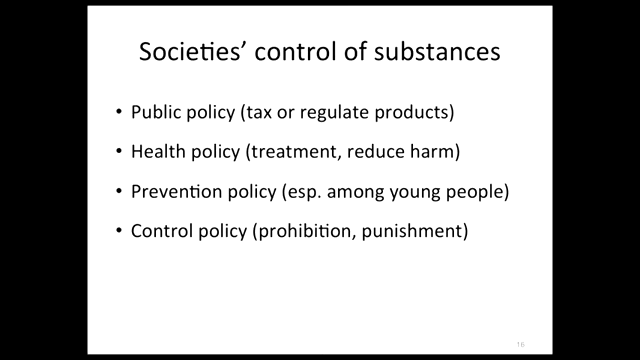 Societies' control of substances
• Public policy (tax or regulate products)
• Health policy (treatment, reduce harm)
• Prevention policy (esp. among young people)
• Control policy (prohibition, punishment)
16